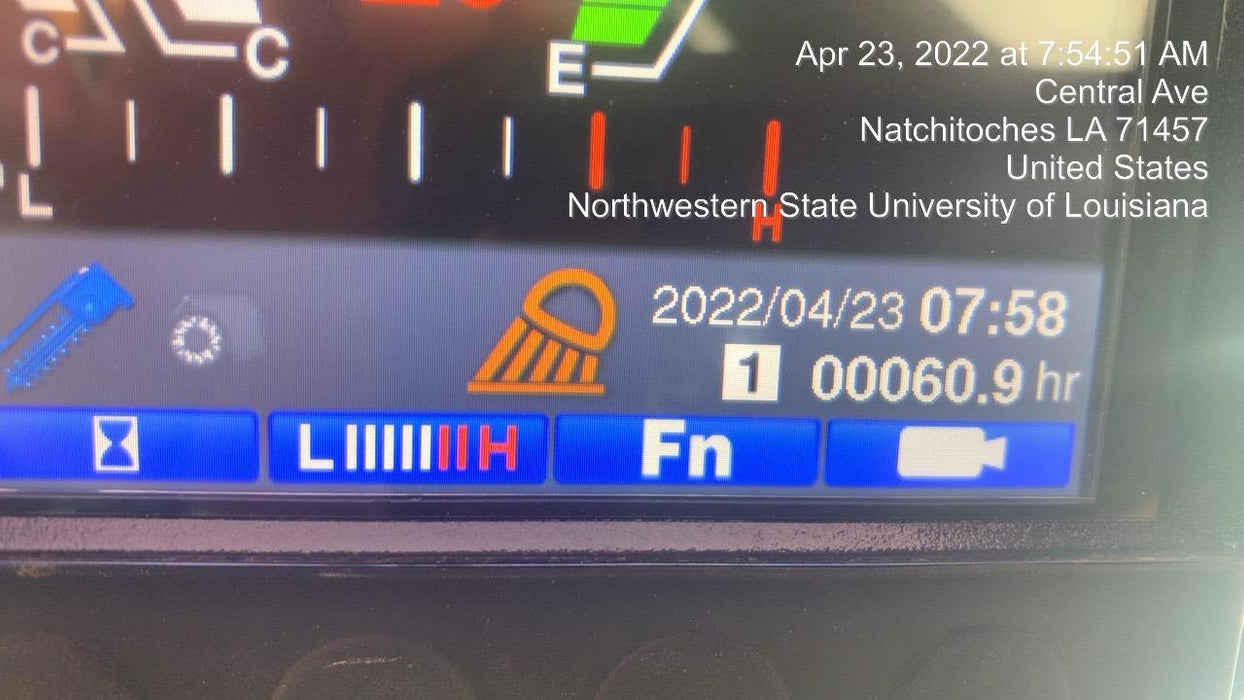 C
C
E
Apr 23, 2022 at 7:54:51 AM
Central Ave
Natchitoches LA 71457
United States
Northwestern State University of Louisiana
L
H
2022/04/23 07:58
1 00060.9 hr
L H
Fn